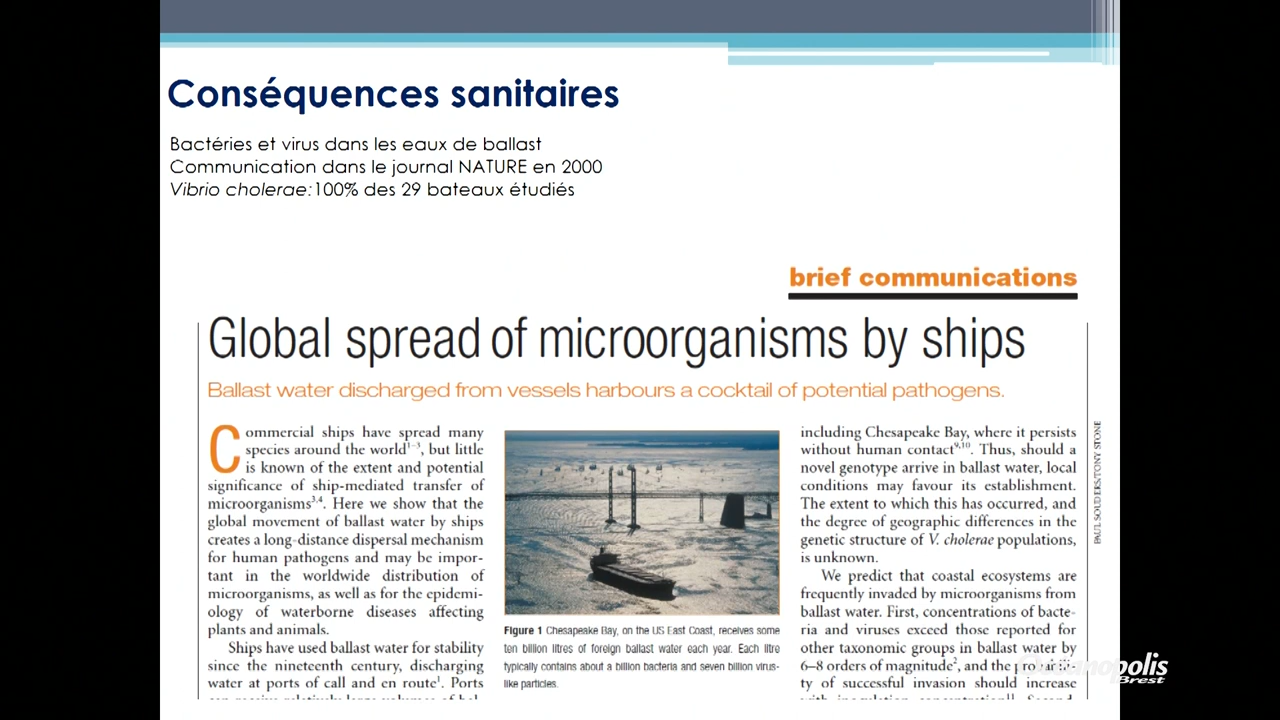 Conséquences sanitaires
Bactéries et virus dans les eaux de ballast
Communication dans le journal NATURE en 2000
Vibrio cholerae:100% des 29 bateaux étudiés
brief communications
Global spread of microorganisms by ships
Ballast water discharged from vessels harbours a cocktail of potential pathogens.
Commercial ships have spread many
species around the world1–3, but little
is known of the extent and potential
significance of ship-mediated transfer of
microorganisms3,4. Here we show that the
global movement of ballast water by ships
creates a long-distance dispersal mechanism
for human pathogens and may be impor-
tant in the worldwide distribution of
microorganisms, as well as for the epidemi-
ology of waterborne diseases affecting
plants and animals.
Ships have used ballast water for stability
since the nineteenth century, discharging
water at ports of call and en route1. Ports
Figure 1 Chesapeake Bay, on the US East Coast, receives some
ten billion litres of foreign ballast water each year. Each litre
typically contains about a billion bacteria and seven billion virus-
like particles.
including Chesapeake Bay, where it persists
without human contact9,10. Thus, should a
novel genotype arrive in ballast water, local
conditions may favour its establishment.
The extent to which this has occurred, and
the degree of geographic differences in the
genetic structure of V. cholerae populations,
is unknown.
We predict that coastal ecosystems are
frequently invaded by microorganisms from
ballast water. First, concentrations of bacte-
ria and viruses exceed those reported for
other taxonomic groups in ballast water by
6–8 orders of magnitude2, and the
ty of successful invasion should increase
PAUL SOUDERS/TONY STONE
Océanopolis
Brest